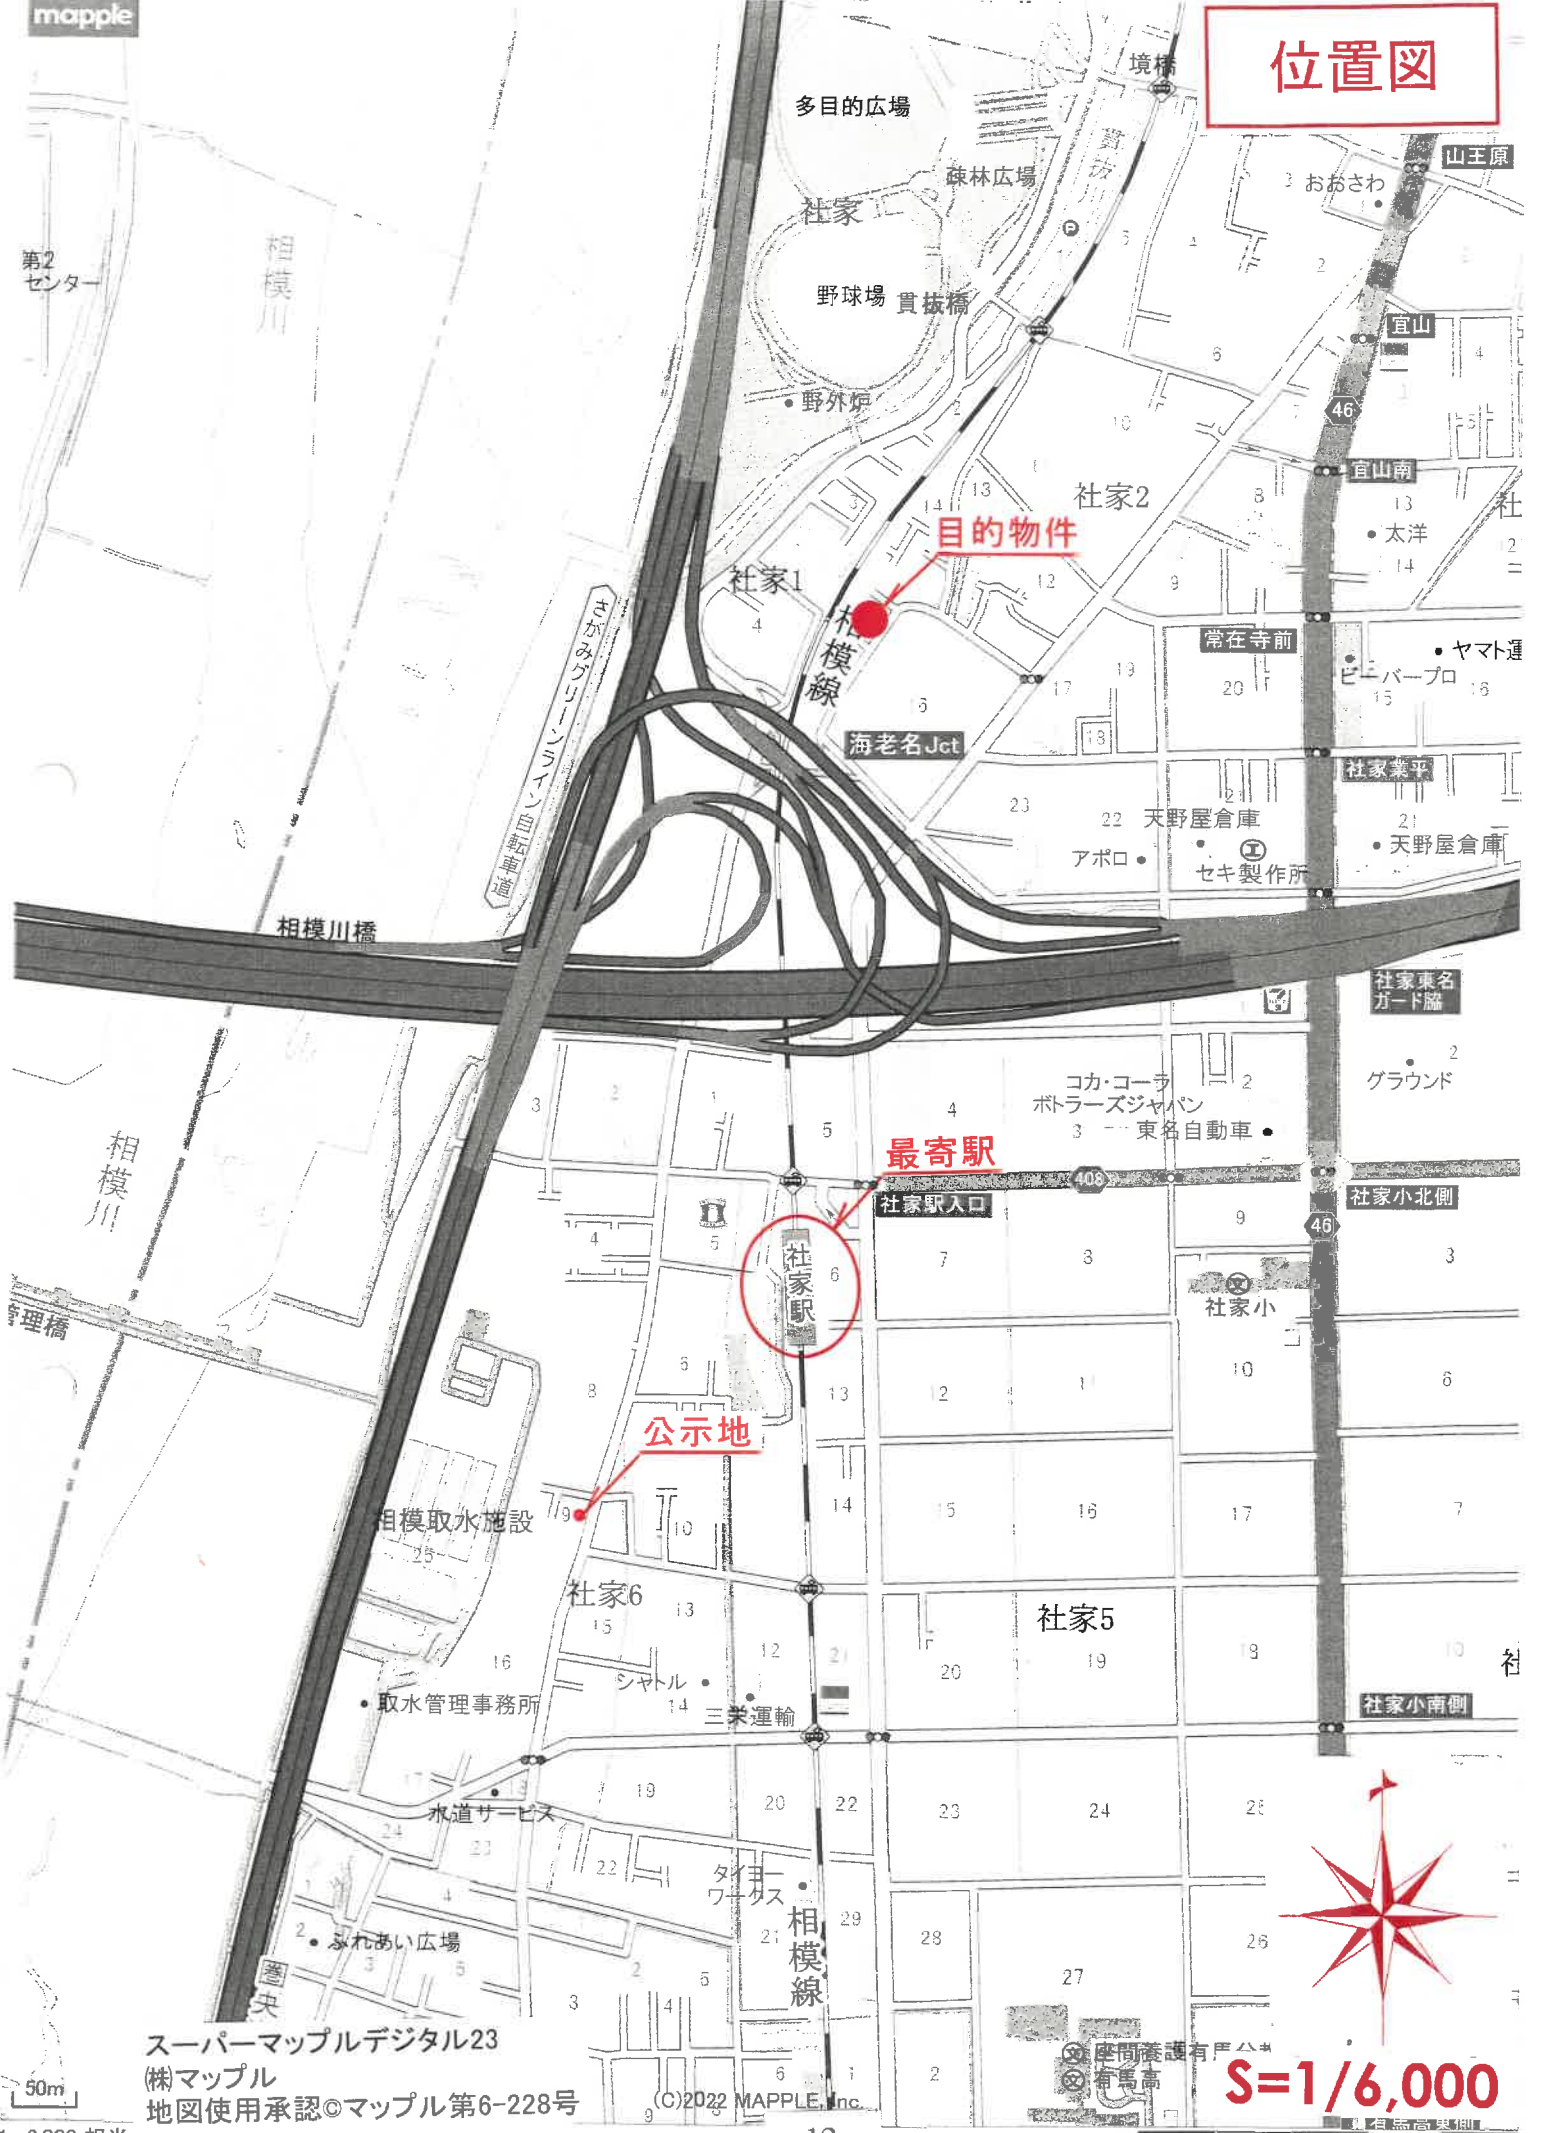 mapple
位置図
境橋
多目的広場
貫抜川
山王原
疎林広場
おおさわ
社家
相模川
第2
センター
野球場
貫抜橋
宜山
野外炉
46
宜山南
社家2
太洋
目的物件
社家1
相模線
さがみグリーンライン自転車道
常在寺前
ヤマト運
ビーバープロ
海老名Jct
社家業平
天野屋倉庫
天野屋倉庫
アポロ
セキ製作所
相模川橋
社家東名
ガード脇
コカ・コーラ
ボトラーズジャパン
グラウンド
東名自動車
相模川
最寄駅
408
社家駅入口
社家小北側
46
社家駅
社家小
管理橋
公示地
相模取水施設
社家6
社家5
シャトル
取水管理事務所
三栄運輸
社家小南側
水道サービス
タイヨー
ワークス
相模線
ふれあい広場
スーパーマップルデジタル23
(株)マップル
50m
地図使用承認©マップル第6-228号
(C)2022 MAPPLE, Inc.
有馬高
S=1/6,000